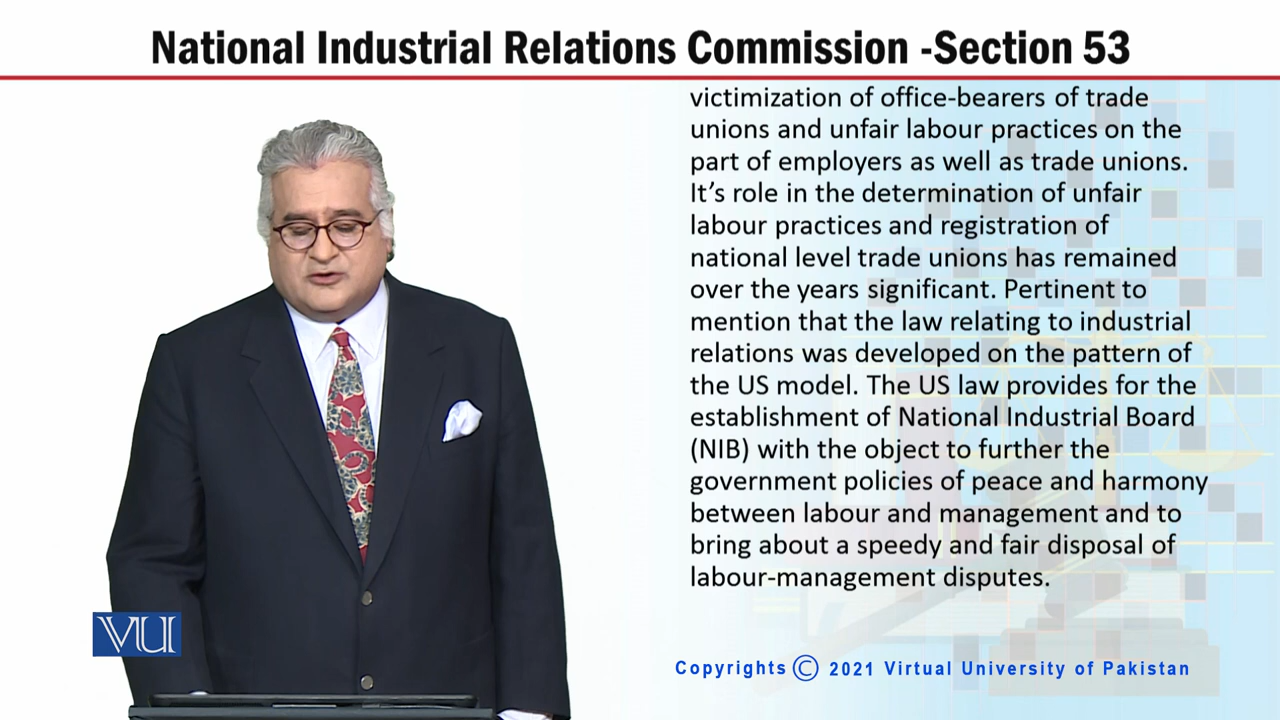 National Industrial Relations Commission -Section 53
victimization of office-bearers of trade
unions and unfair labour practices on the
part of employers as well as trade unions.
It’s role in the determination of unfair
labour practices and registration of
national level trade unions has remained
over the years significant. Pertinent to
mention that the law relating to industrial
relations was developed on the pattern of
the US model. The US law provides for the
establishment of National Industrial Board
(NIB) with the object to further the
government policies of peace and harmony
between labour and management and to
bring about a speedy and fair disposal of
labour-management disputes.
VU
Copyrights © 2021 Virtual University of Pakistan